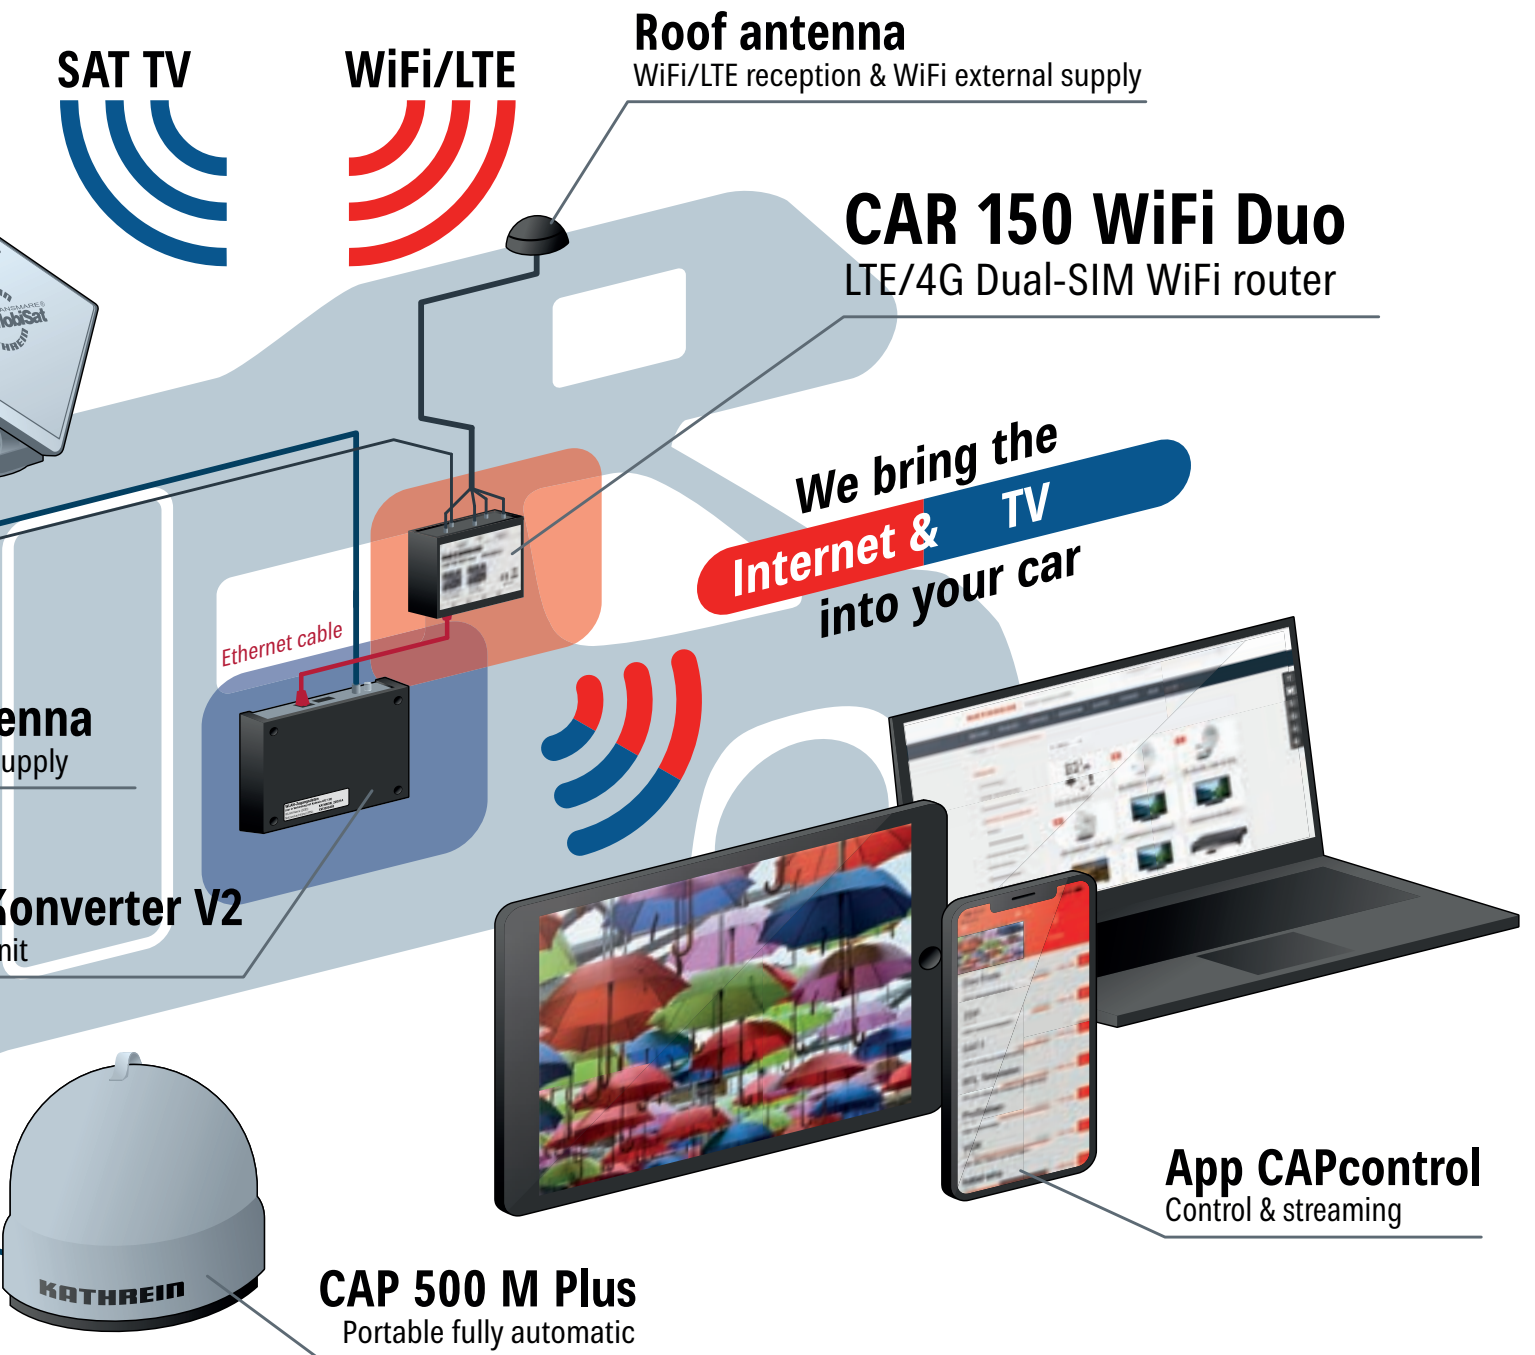 SAT TV
WiFi/LTE
Roof antenna
WiFi/LTE reception & WiFi external supply
CAR 150 WiFi Duo
LTE/4G Dual-SIM WiFi router
MobiSat
We bring the
Internet & TV
into your car
Ethernet cable
enna
upply
Konverter V2
nit
App CAPcontrol
Control & streaming
KATHREIN
CAP 500 M Plus
Portable fully automatic